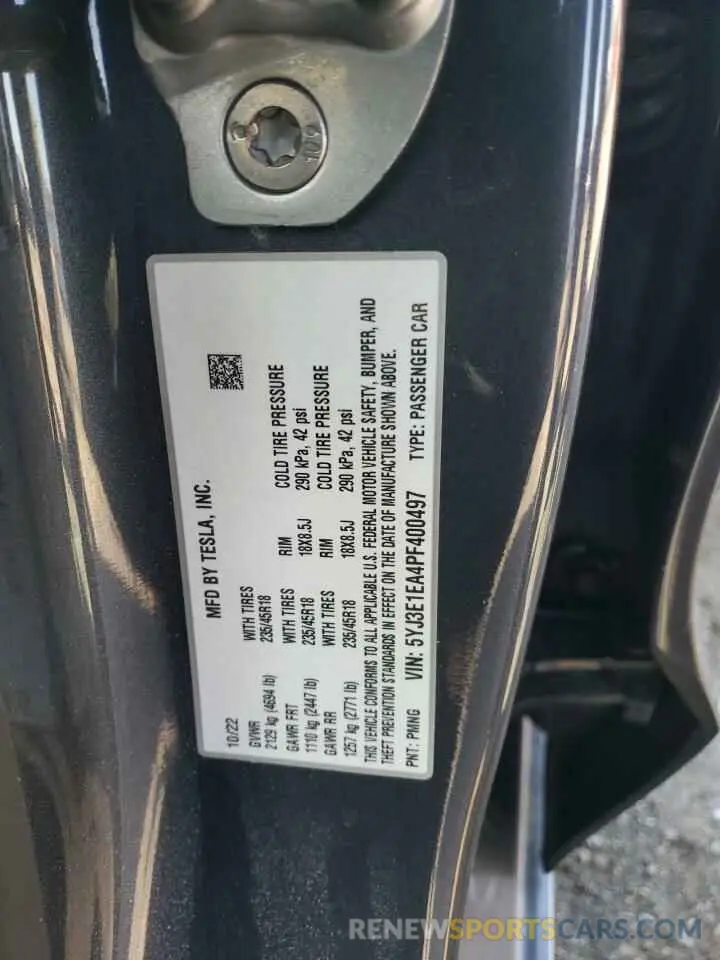 109
MFD BY TESLA, INC.
10/22
GVWR WITH TIRES RIM COLD TIRE PRESSURE
2129 kg (4694 lb) 235/45R18
GAWR FRT WITH TIRES RIM COLD TIRE PRESSURE
1110 kg (2447 lb) 235/45R18 18X8.5J 290 kPa, 42 psi
GAWR RR WITH TIRES RIM COLD TIRE PRESSURE
1257 kg (2771 lb) 235/45R18 18X8.5J 290 kPa, 42 psi
THIS VEHICLE CONFORMS TO ALL APPLICABLE U.S. FEDERAL MOTOR VEHICLE SAFETY, BUMPER, AND
THEFT PREVENTION STANDARDS IN EFFECT ON THE DATE OF MANUFACTURE SHOWN ABOVE.
PNT: PMNG VIN: 5YJ3E1EA4PF400497 TYPE: PASSENGER CAR
RENEWSPORTSCARS.COM